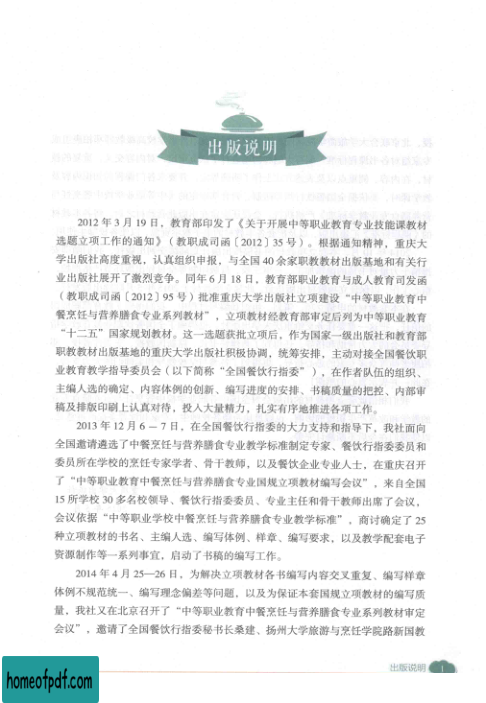 出版说明
2012 年 3 月 19 日，教育部印发了《关于开展中等职业教育专业技能课教材
选题立项工作的通知》（教职成司函〔2012〕35 号）。根据通知精神，重庆大
学出版社高度重视，认真组织申报，与全国 40 余家职教教材出版基地和有关行
业出版社展开了激烈竞争。同年 6 月 18 日，教育部职业教育与成人教育司发函
（教职成司函〔2012〕95 号）批准重庆大学出版社立项建设“中等职业教育中
餐烹饪与营养膳食专业系列教材”，立项教材经教育部审定后列为中等职业教育
“十二五”国家规划教材。这一选题获批立项后，作为国家一级出版社和教育部
职教教材出版基地的重庆大学出版社积极协调，统筹安排，主动对接全国餐饮职
业教育教学指导委员会（以下简称“全国餐饮行指委”），在作者队伍的组织、
主编人选的确定、内容体例的创新、编写进度的安排、书稿质量的把控、内部审
稿及排版印刷上认真对待，投入大量精力，扎实有序地推进各项工作。
2013 年 12 月 6－7 日，在全国餐饮行指委的大力支持和指导下，我社面向
全国邀请遴选了中餐烹饪与营养膳食专业教学标准制定专家、餐饮行指委委员和
委员所在学校的烹饪专家学者、骨干教师，以及餐饮企业专业人士，在重庆召开
了“中等职业教育中餐烹饪与营养膳食专业国规立项教材编写会议”，来自全国
15 所学校 30 多名校领导、餐饮行指委委员、专业主任和骨干教师出席了会议，
会议依据“中等职业学校中餐烹饪与营养膳食专业教学标准”，商讨确定了 25
种立项教材的书名、主编人选、编写体例、样章、编写要求，以及教学配套电子
资源制作等一系列事宜，启动了书稿的编写工作。
2014 年 4 月 25—26 日，为解决立项教材各书编写内容交叉重复、编写样章
体例不规范统一、编写理念偏差等问题，以及为保证本套国规立项教材的编写质
量，我社又在北京召开了“中等职业教育中餐烹饪与营养膳食专业系列教材审定
会议”，邀请了全国餐饮行指委秘书长桑建、扬州大学旅游与烹饪学院路新国教
出版说明 1
homeofpdf.com